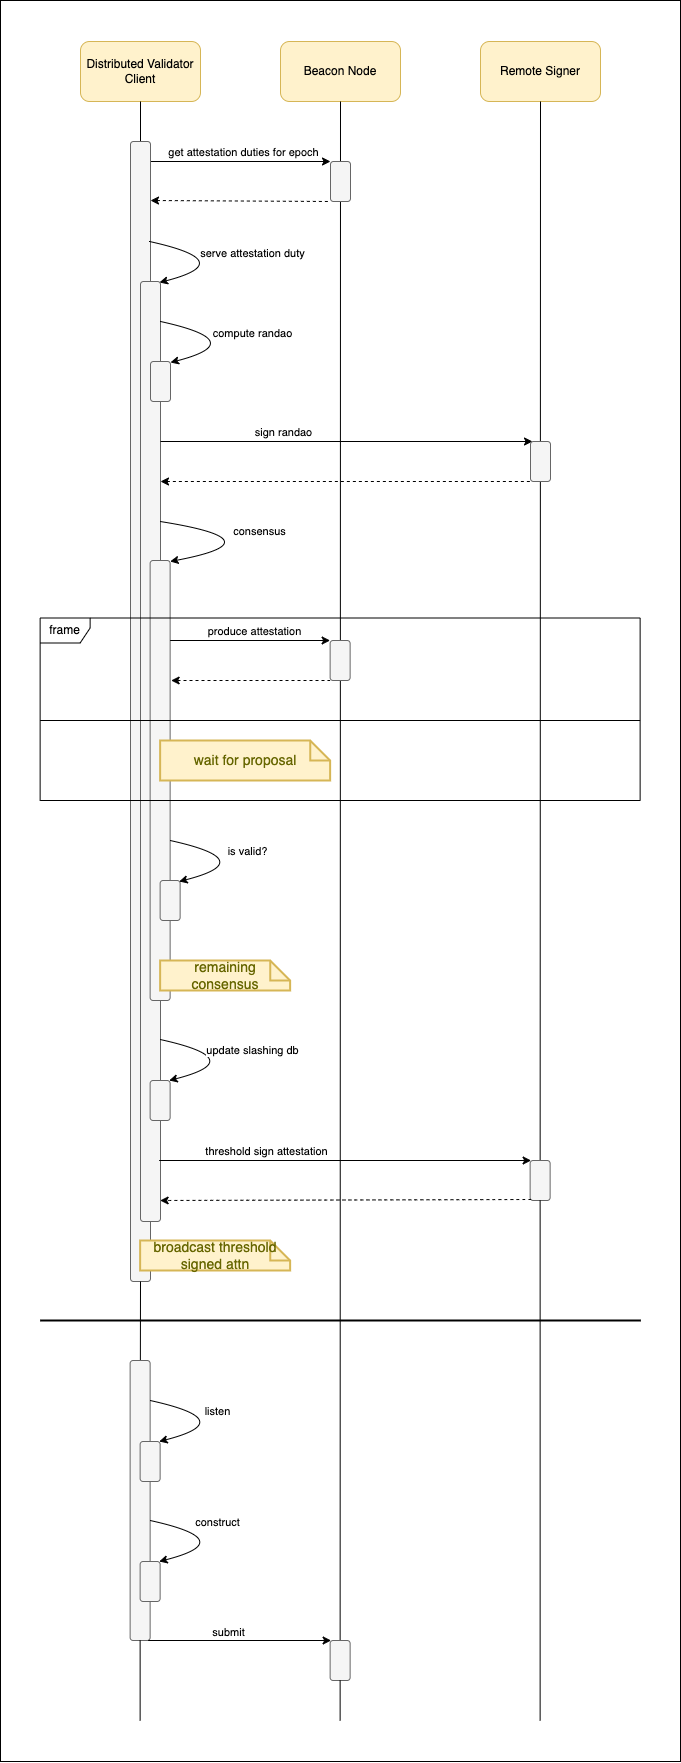 Distributed Validator
Client
Beacon Node
Remote Signer
get attestation duties for epoch
serve attestation duty
compute randao
sign randao
consensus
frame
produce attestation
wait for proposal
is valid?
remaining
consensus
update slashing db
threshold sign attestation
broadcast threshold
signed attn
listen
construct
submit